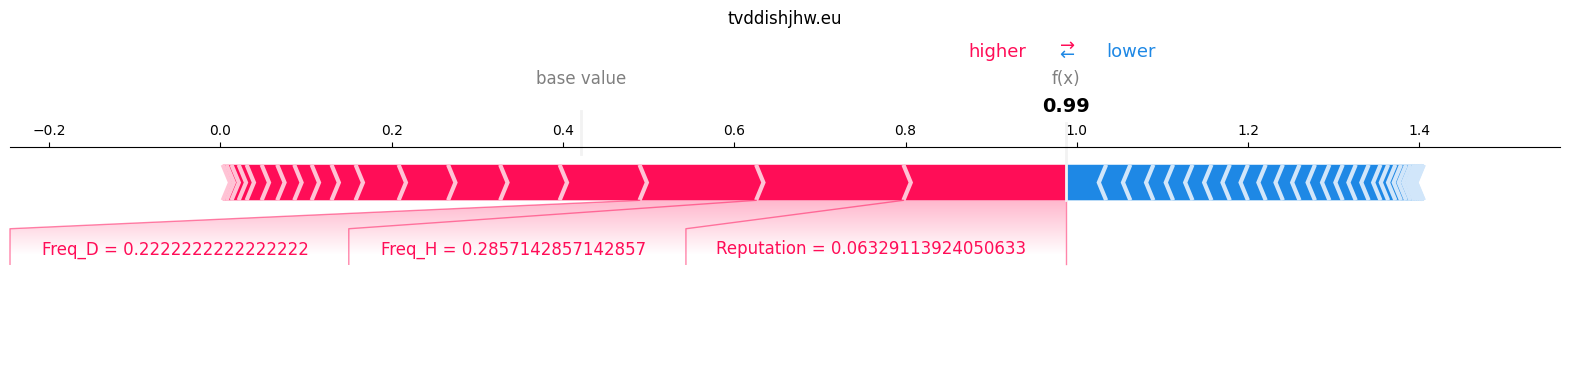 tvddishjhw.eu
higher ⇄ lower
base value f(x)
0.99
−0.2 0.0 0.2 0.4 0.6 0.8 1.0 1.2 1.4
Freq_D = 0.2222222222222222 Freq_H = 0.2857142857142857 Reputation = 0.06329113924050633